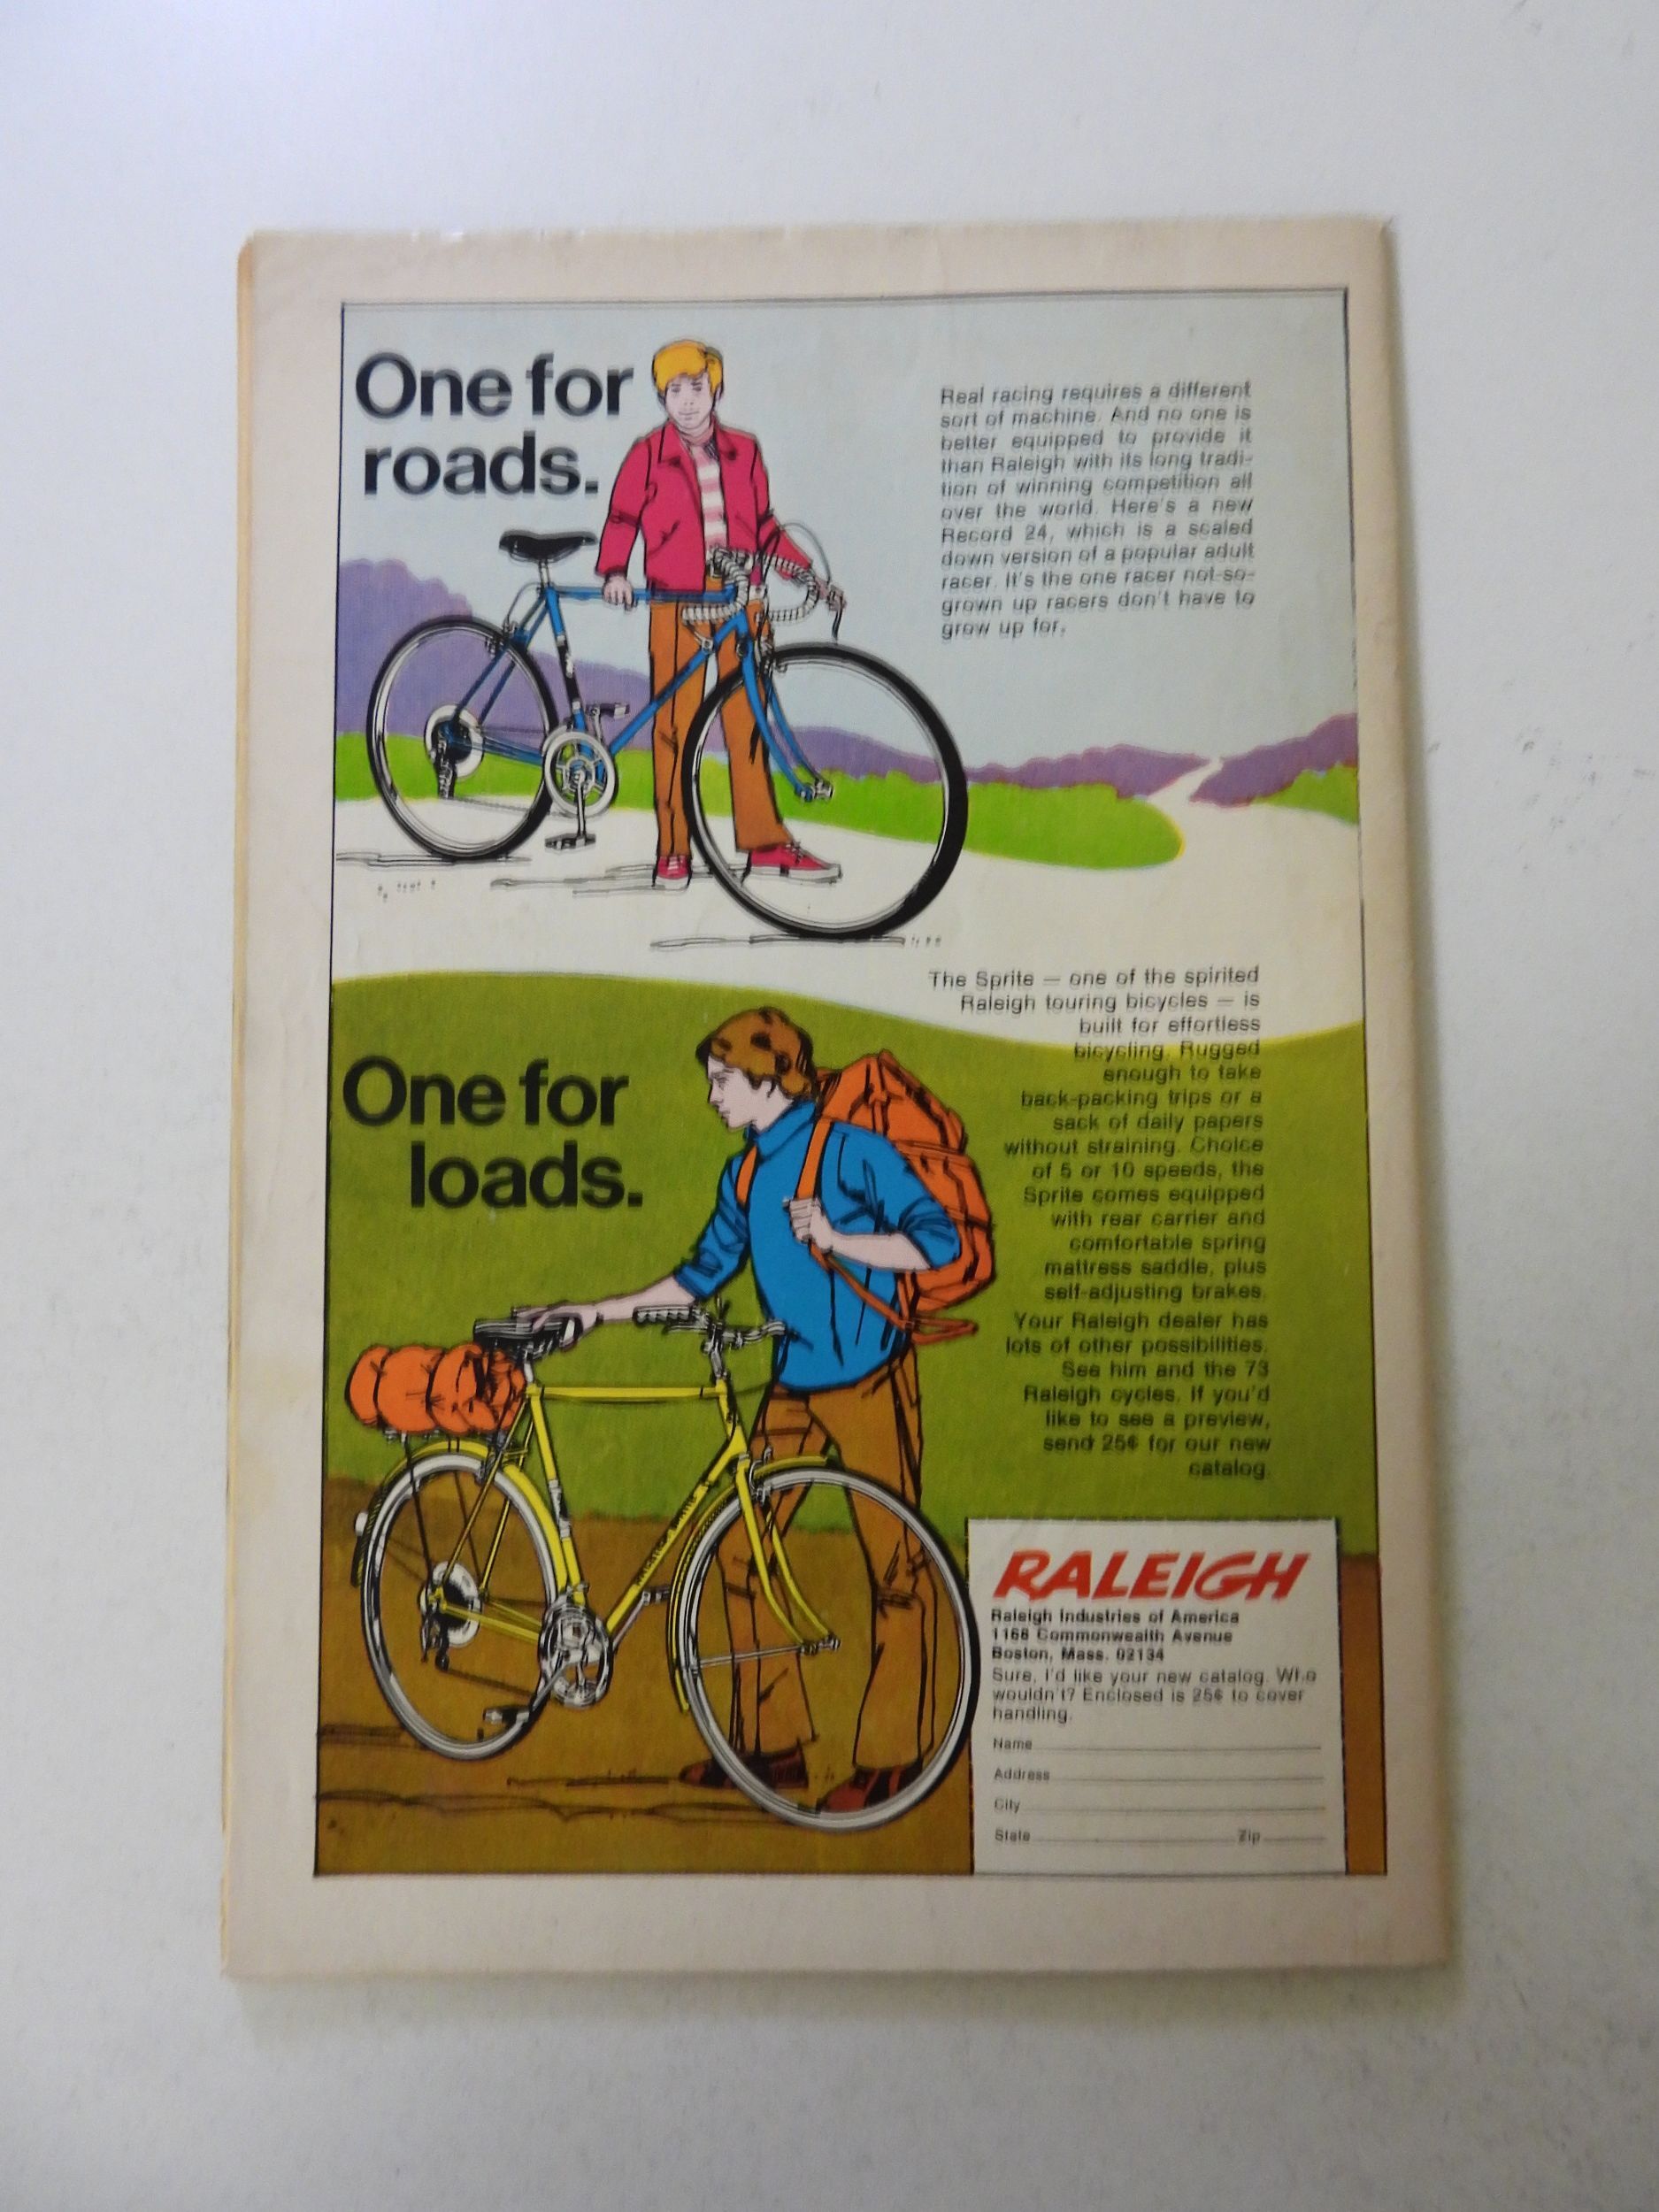 One for
roads.
Real racing requires a different
sort of machine. And no one is
better equipped to provide it
than Raleigh with its long tradi-
tion of winning competition all
over the world. Here's a new
Record 24, which is a scaled
down version of a popular adult
racer. It's the one racer not-so-
grown up racers don't have to
grow up for.
One for
loads.
The Sprite — one of the spirited
Raleigh touring bicycles — is
built for effortless
bicycling. Rugged
enough to take
back-packing trips or a
sack of daily papers
without straining. Choice
of 5 or 10 speeds, the
Sprite comes equipped
with rear carrier and
comfortable spring
mattress saddle, plus
self-adjusting brakes.
Your Raleigh dealer has
lots of other possibilities.
See him and the 73
Raleigh cycles. If you'd
like to see a preview,
send 25¢ for our new
catalog.
RALEIGH
Raleigh Industries of America
1168 Commonwealth Avenue
Boston, Mass. 02134
Sure, I'd like your new catalog. Who
wouldn't? Enclosed is 25¢ to cover
handling.
Name
Address
City
State Zip